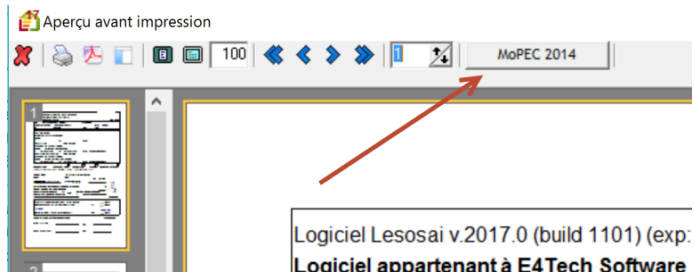 Aperçu avant impression
100
1
MoPEC 2014
1
Logiciel Lesosai v.2017.0 (build 1101) (exp:
Logiciel appartenant à E4Tech Software
2